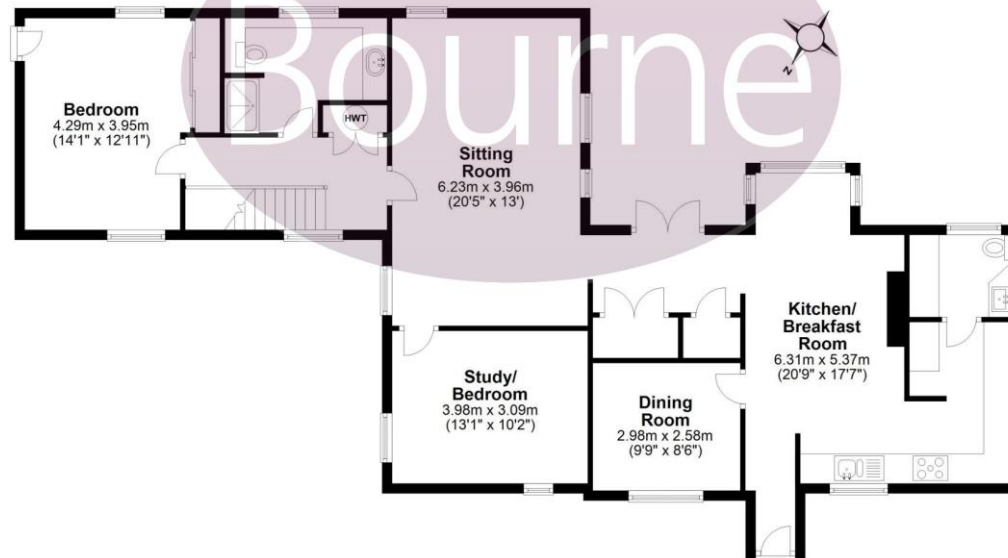 Bourne
N
Bedroom
4.29m x 3.95m
(14'1" x 12'11")
HWT
Sitting
Room
6.23m x 3.96m
(20'5" x 13')
Kitchen/
Breakfast
Room
6.31m x 5.37m
(20'9" x 17'7")
Study/
Bedroom
3.98m x 3.09m
(13'1" x 10'2")
Dining
Room
2.98m x 2.58m
(9'9" x 8'6")